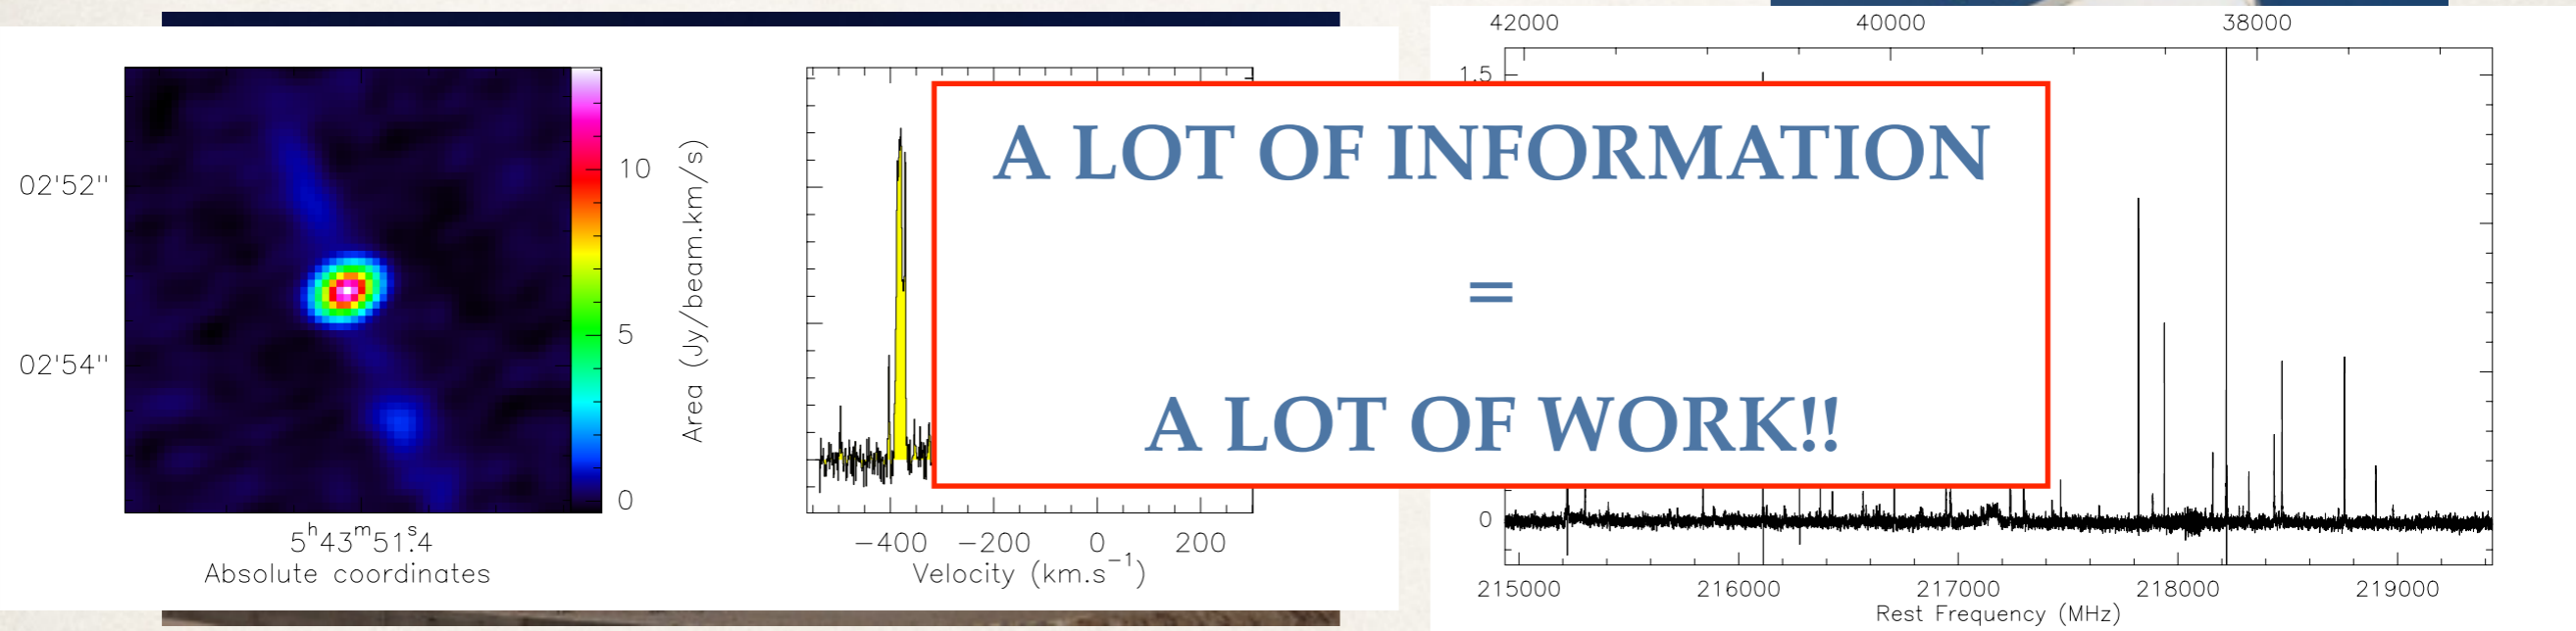 02'52''
02'54''
5ʰ43ᵐ51ˢ.4
Absolute coordinates
10
5
0
Area (Jy/beam.km/s)
−400 −200 0 200
Velocity (km.s⁻¹)
A LOT OF INFORMATION
=
A LOT OF WORK!!
42000 40000 38000
1.5
0
215000 216000 217000 218000 219000
Rest Frequency (MHz)